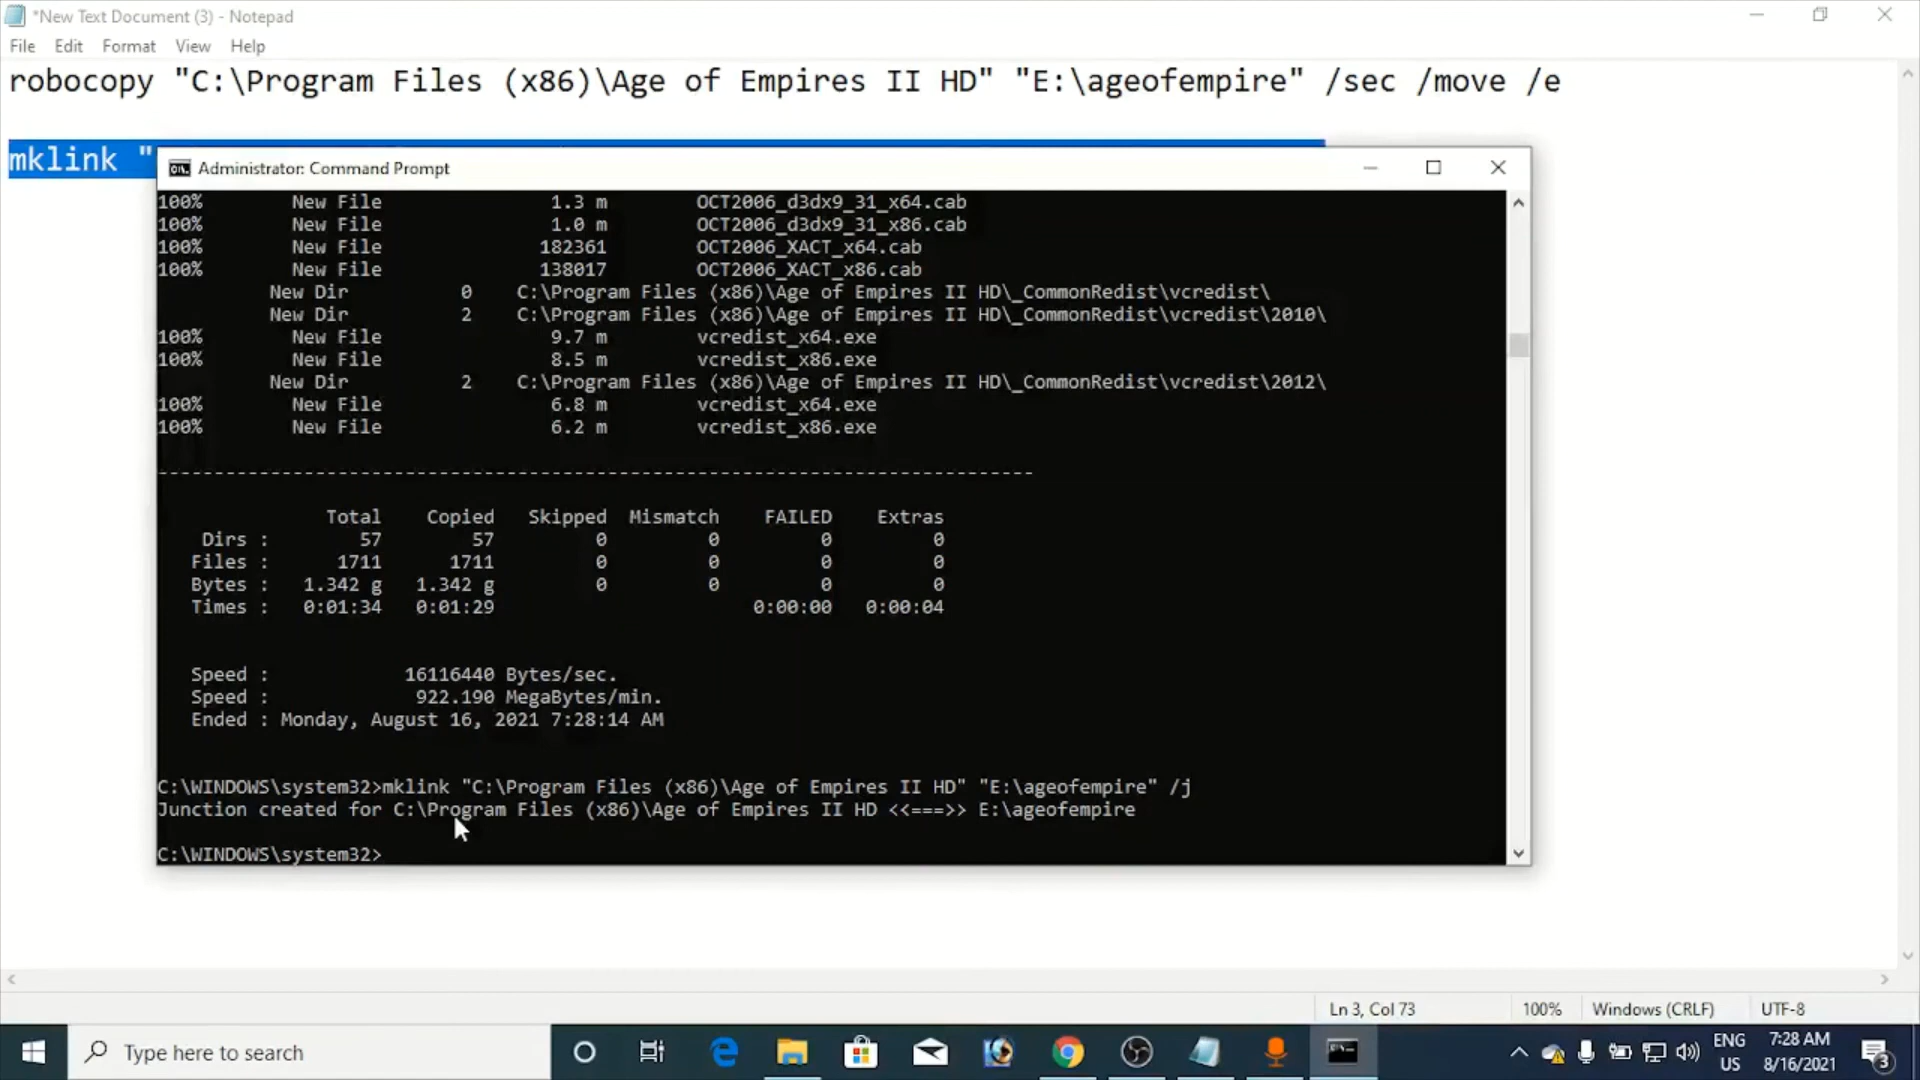 *New Text Document (3) - Notepad
File Edit Format View Help
robocopy "C:\Program Files (x86)\Age of Empires II HD" "E:\ageofempire" /sec /move /e
mklink "
Administrator: Command Prompt
100% New File 1.3 m OCT2006_d3dx9_31_x64.cab
100% New File 1.0 m OCT2006_d3dx9_31_x86.cab
100% New File 182361 OCT2006_XACT_x64.cab
100% New File 138017 OCT2006_XACT_x86.cab
New Dir 0 C:\Program Files (x86)\Age of Empires II HD\_CommonRedist\vcredist\
New Dir 2 C:\Program Files (x86)\Age of Empires II HD\_CommonRedist\vcredist\2010\
100% New File 9.7 m vcredist_x64.exe
100% New File 8.5 m vcredist_x86.exe
New Dir 2 C:\Program Files (x86)\Age of Empires II HD\_CommonRedist\vcredist\2012\
100% New File 6.8 m vcredist_x64.exe
100% New File 6.2 m vcredist_x86.exe
------------------------------------------------------------------------------
Total Copied Skipped Mismatch FAILED Extras
Dirs : 57 57 0 0 0 0
Files : 1711 1711 0 0 0 0
Bytes : 1.342 g 1.342 g 0 0 0 0
Times : 0:01:34 0:01:29 0:00:00 0:00:04
Speed : 16116440 Bytes/sec.
Speed : 922.190 MegaBytes/min.
Ended : Monday, August 16, 2021 7:28:14 AM
C:\WINDOWS\system32>mklink "C:\Program Files (x86)\Age of Empires II HD" "E:\ageofempire" /j
Junction created for C:\Program Files (x86)\Age of Empires II HD <<===>> E:\ageofempire
C:\WINDOWS\system32>
Ln 3, Col 73 100% Windows (CRLF) UTF-8
Type here to search
ENG 7:28 AM
US 8/16/2021 3